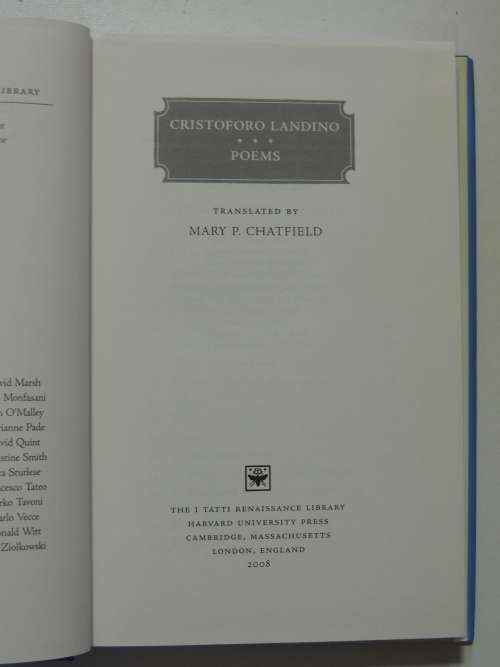 LIBRARY
vid Marsh
Monfasani
O'Malley
ianne Pade
vid Quint
stine Smith
ca Sturlese
ncesco Tateo
rko Tavoni
arlo Vecce
onald Witt
Ziolkowski
CRISTOFORO LANDINO
• • •
POEMS
TRANSLATED BY
MARY P. CHATFIELD
THE I TATTI RENAISSANCE LIBRARY
HARVARD UNIVERSITY PRESS
CAMBRIDGE, MASSACHUSETTS
LONDON, ENGLAND
2008